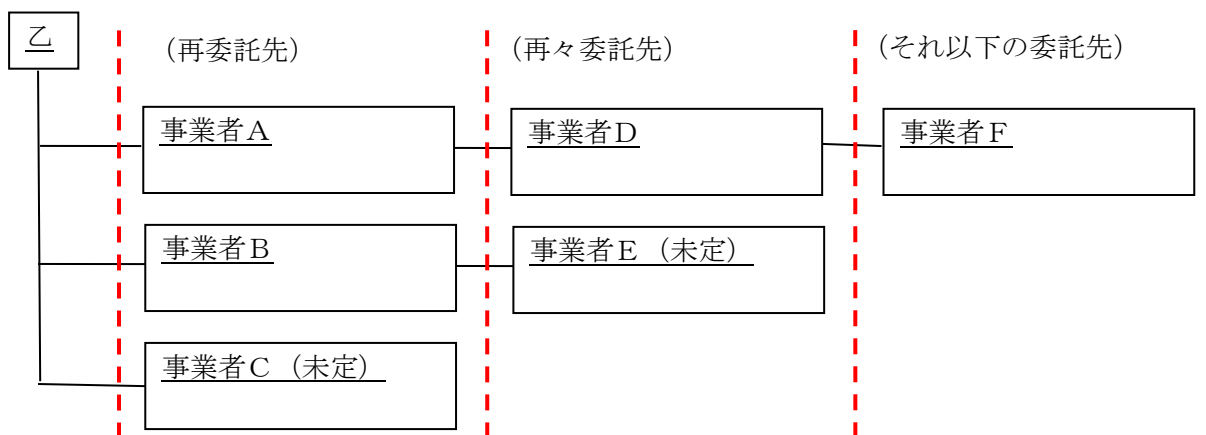 乙
（再委託先）
（再々委託先）
（それ以下の委託先）
事業者Ａ
事業者Ｄ
事業者Ｆ
事業者Ｂ
事業者Ｅ（未定）
事業者Ｃ（未定）